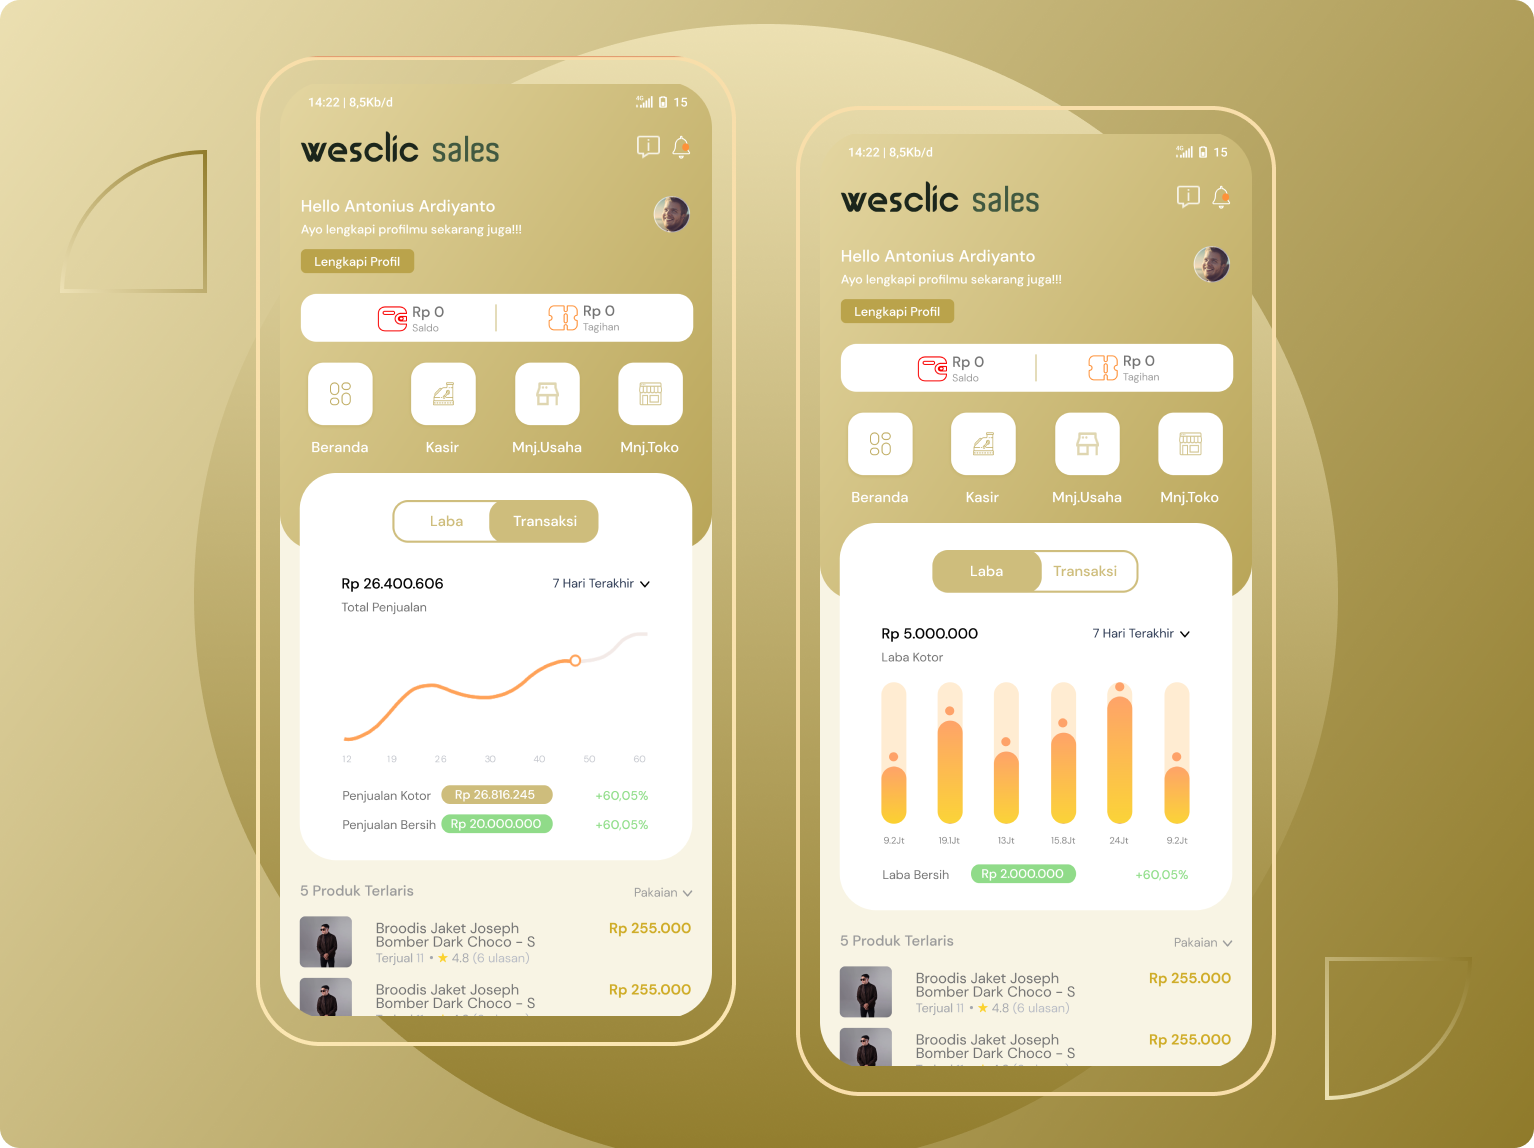 14:22 | 8,5Kb/d
4G 15
wesclic sales
Hello Antonius Ardiyanto
Ayo lengkapi profilmu sekarang juga!!!
Lengkapi Profil
Rp 0
Saldo
Rp 0
Tagihan
Beranda
Kasir
Mnj.Usaha
Mnj.Toko
Laba
Transaksi
Rp 26.400.606
7 Hari Terakhir
Total Penjualan
12 19 26 30 40 50 60
Penjualan Kotor Rp 26.816.245 +60,05%
Penjualan Bersih Rp 20.000.000 +60,05%
5 Produk Terlaris
Pakaian
Broodis Jaket Joseph
Bomber Dark Choco - S
Rp 255.000
Terjual 11 • 4.8 (6 ulasan)
Broodis Jaket Joseph
Bomber Dark Choco - S
Rp 255.000
14:22 | 8,5Kb/d
4G 15
wesclic sales
Hello Antonius Ardiyanto
Ayo lengkapi profilmu sekarang juga!!!
Lengkapi Profil
Rp 0
Saldo
Rp 0
Tagihan
Beranda
Kasir
Mnj.Usaha
Mnj.Toko
Laba
Transaksi
Rp 5.000.000
7 Hari Terakhir
Laba Kotor
9.2Jt 19.1Jt 13Jt 15.8Jt 24Jt 9.2Jt
Laba Bersih Rp 2.000.000 +60,05%
5 Produk Terlaris
Pakaian
Broodis Jaket Joseph
Bomber Dark Choco - S
Rp 255.000
Terjual 11 • 4.8 (6 ulasan)
Broodis Jaket Joseph
Bomber Dark Choco - S
Rp 255.000